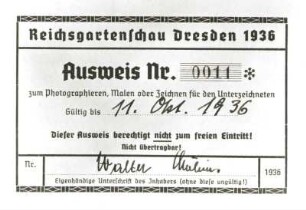 Reichsgartenschau Dresden 1936
Ausweis Nr. 0011 *
zum Photographieren, Malen oder Zeichnen für den Unterzeichneten
Gültig bis 11. Okt. 1936
Dieser Ausweis berechtigt nicht zum freien Eintritt!
Nicht übertragbar!
Nr. Walter 1936
Eigenhändige Unterschrift des Inhabers (ohne diese ungültig!)